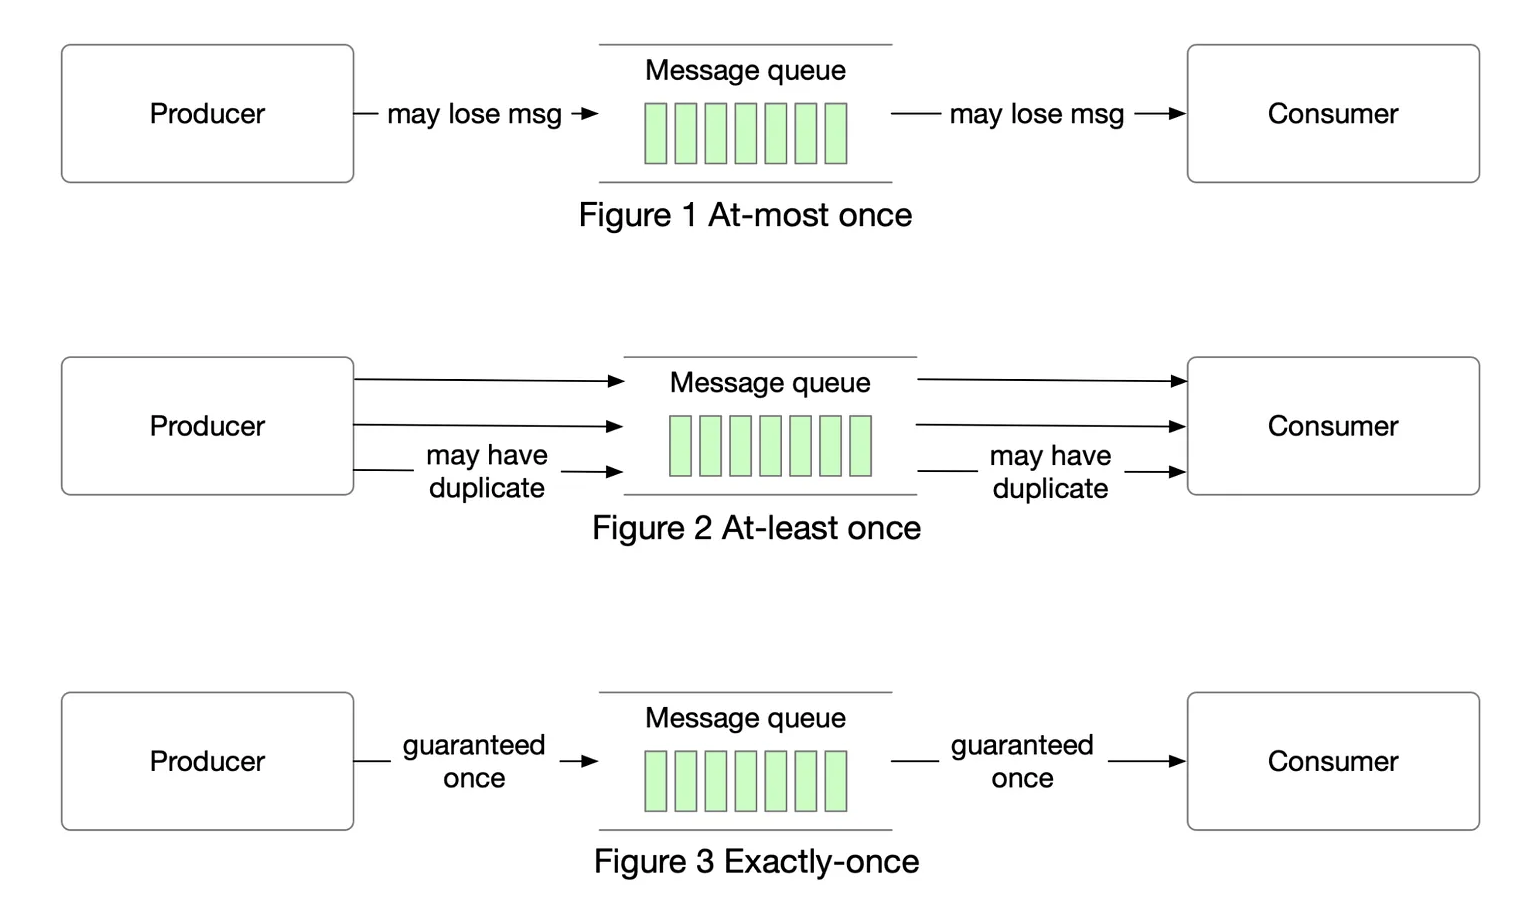 Producer
may lose msg
Message queue
may lose msg
Consumer
Figure 1 At-most once
Producer
may have
duplicate
Message queue
may have
duplicate
Consumer
Figure 2 At-least once
Producer
guaranteed
once
Message queue
guaranteed
once
Consumer
Figure 3 Exactly-once